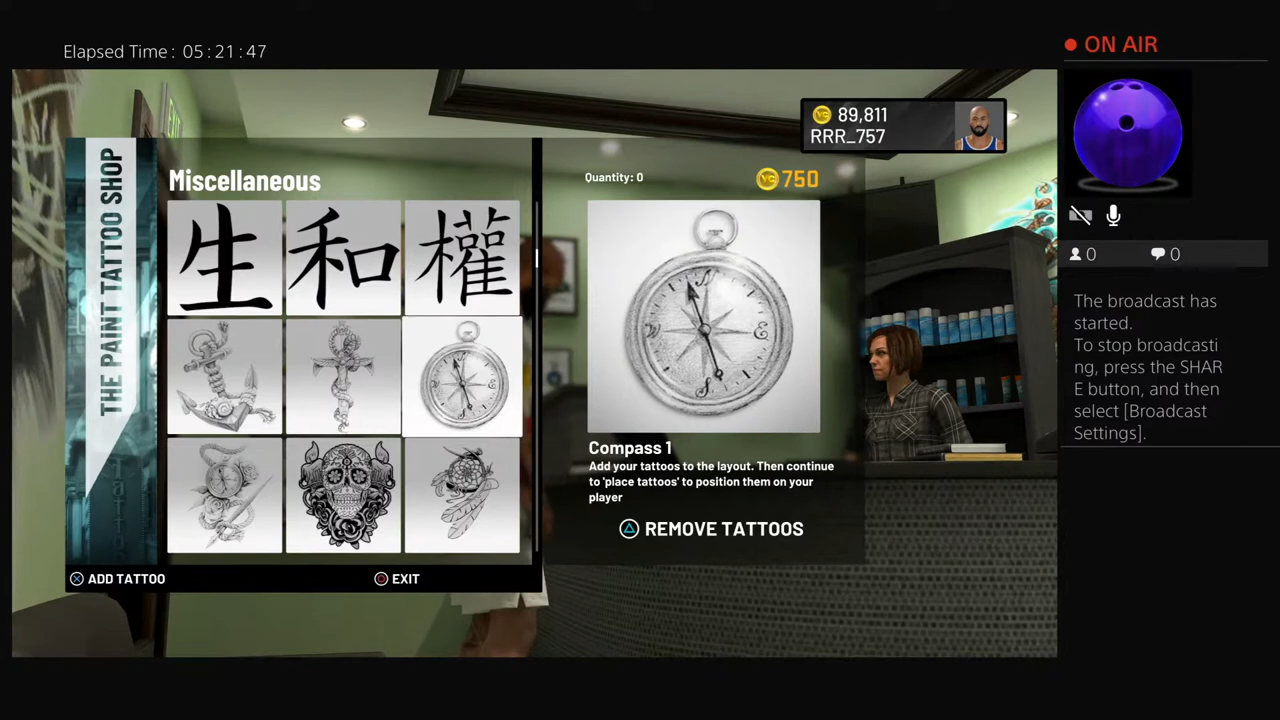 Elapsed Time: 05:21:47
ON AIR
EXIT
VC 89,811
RRR_757
THE PAINT TATTOO SHOP
Miscellaneous
生 和 權
Quantity: 0
VC 750
Compass 1
Add your tattoos to the layout. Then continue
to 'place tattoos' to position them on your
player
REMOVE TATTOOS
ADD TATTOO
EXIT
0
0
The broadcast has
started.
To stop broadcasti
ng, press the SHAR
E button, and then
select [Broadcast
Settings].